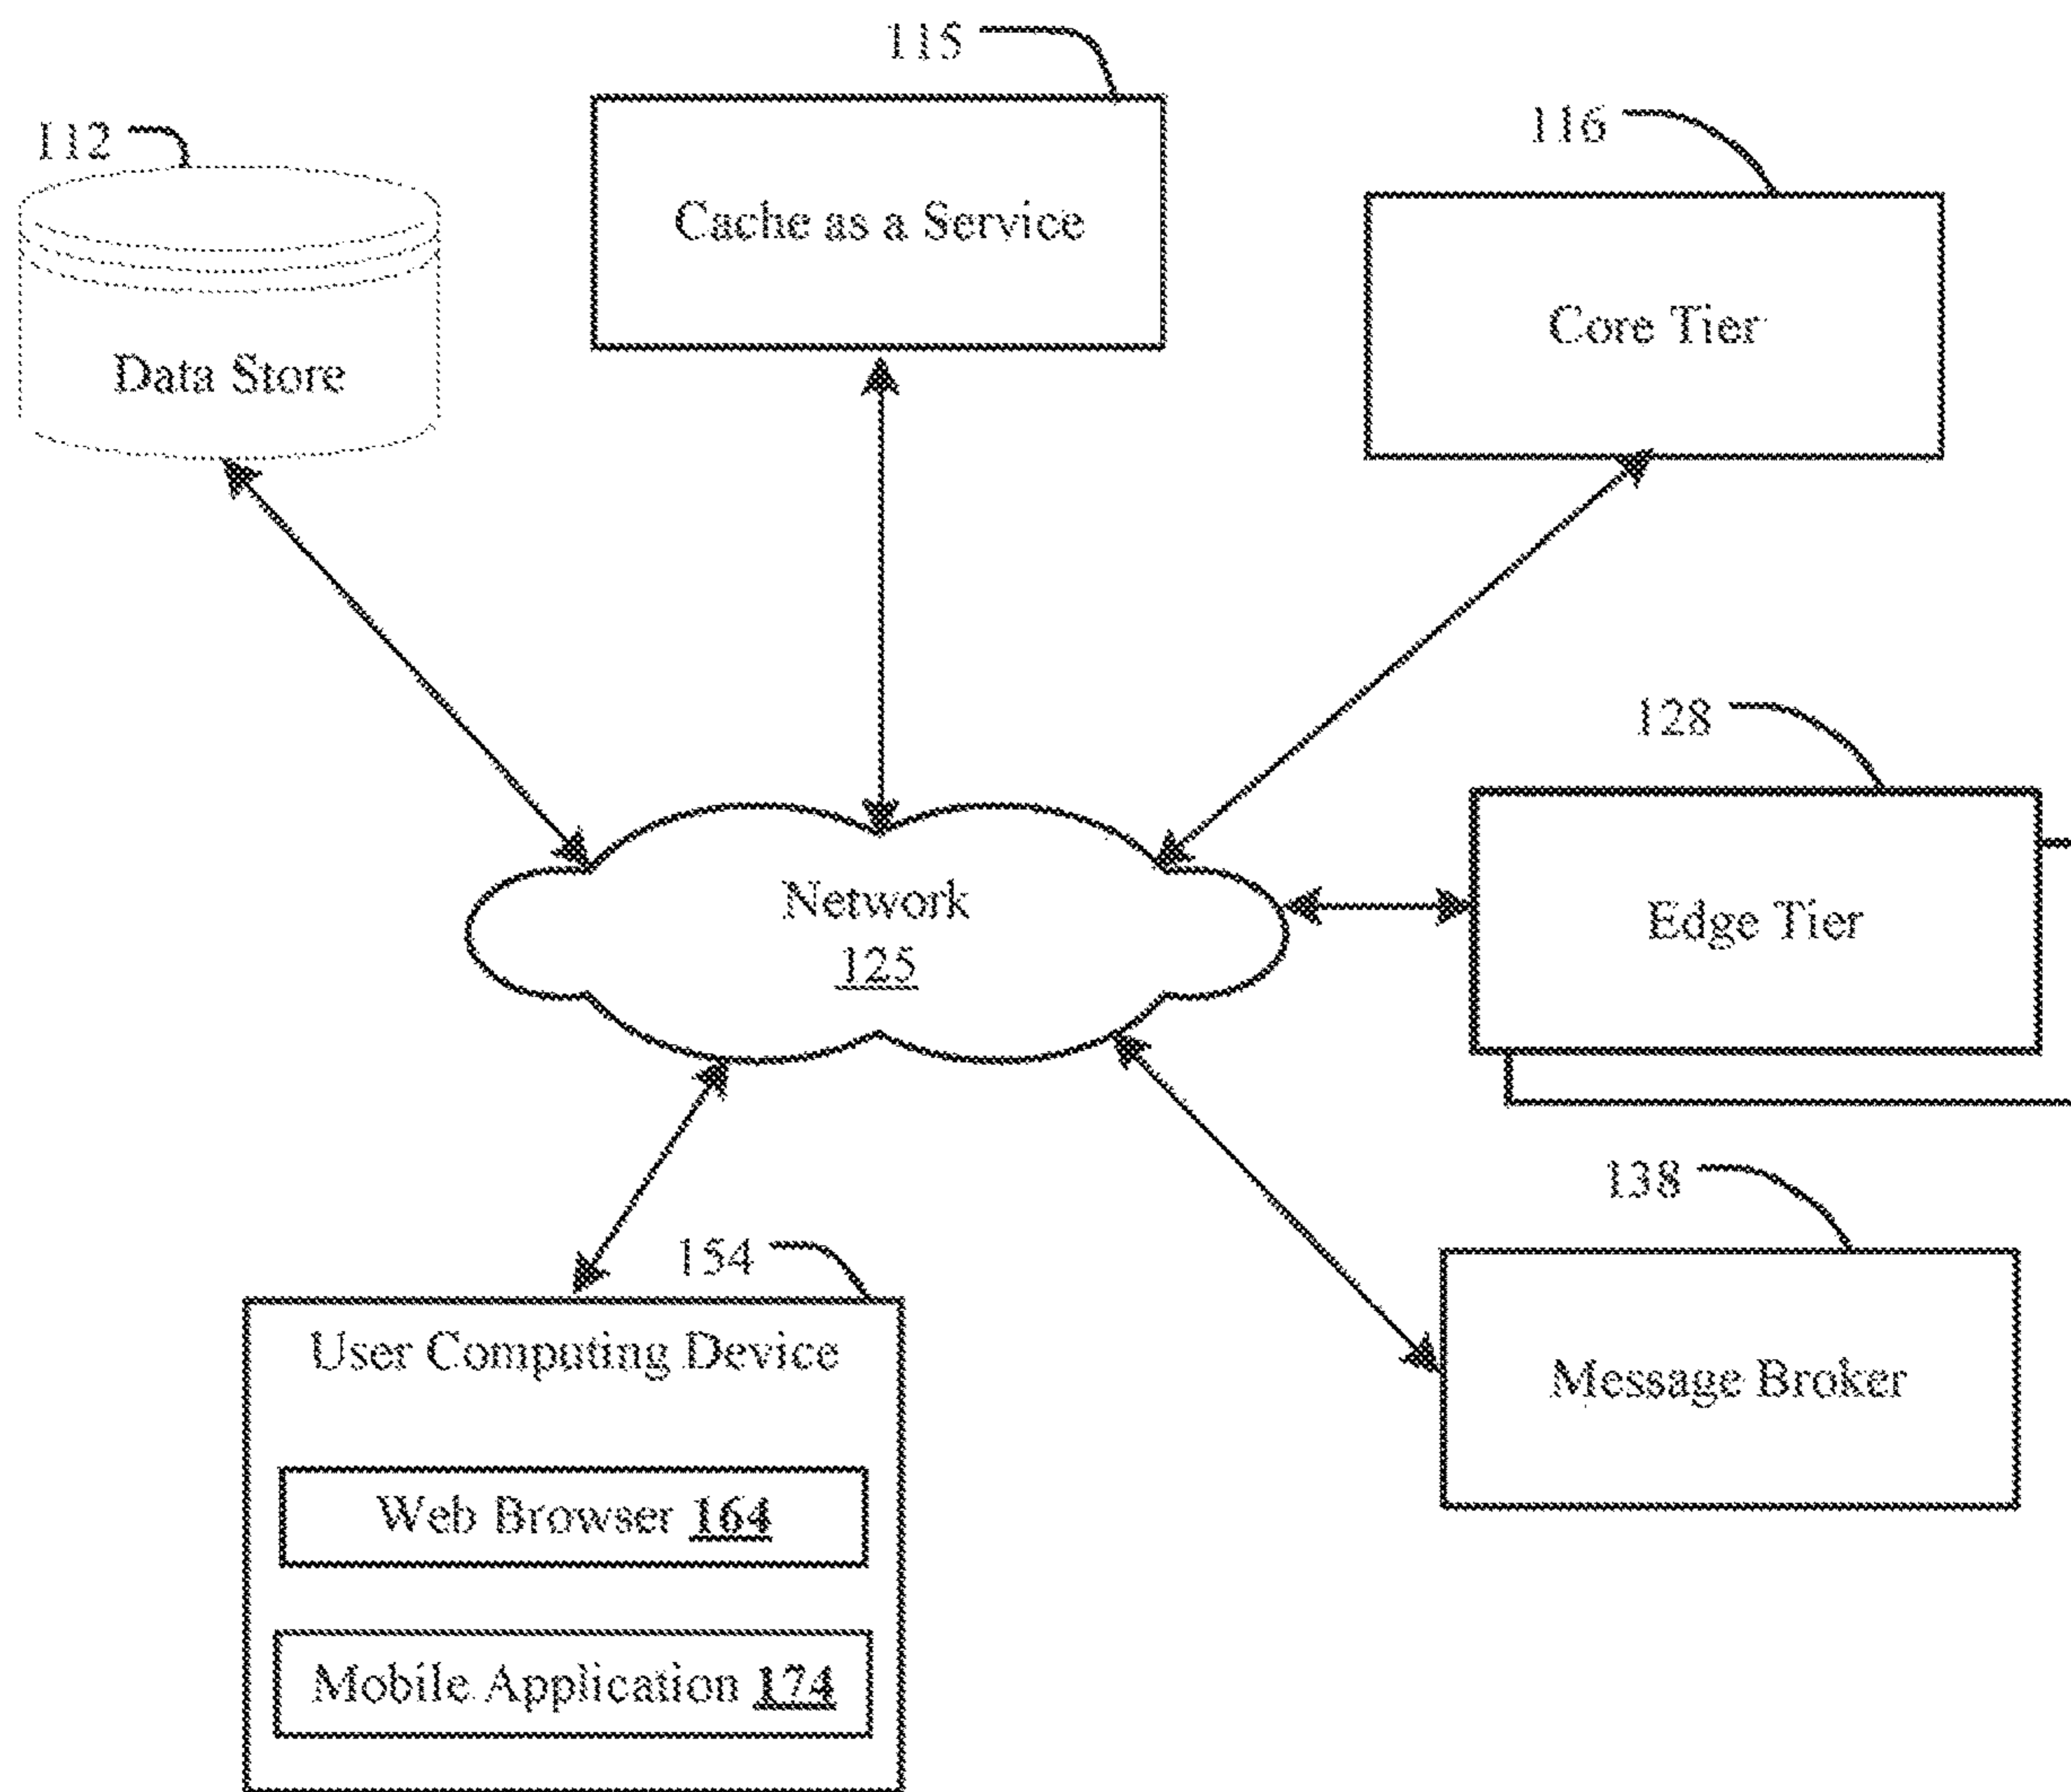 115
112
116
Cache as a Service
Core Tier
Data Store
128
Network
125
Edge Tier
138
154
User Computing Device
Message Broker
Web Browser 164
Mobile Application 174